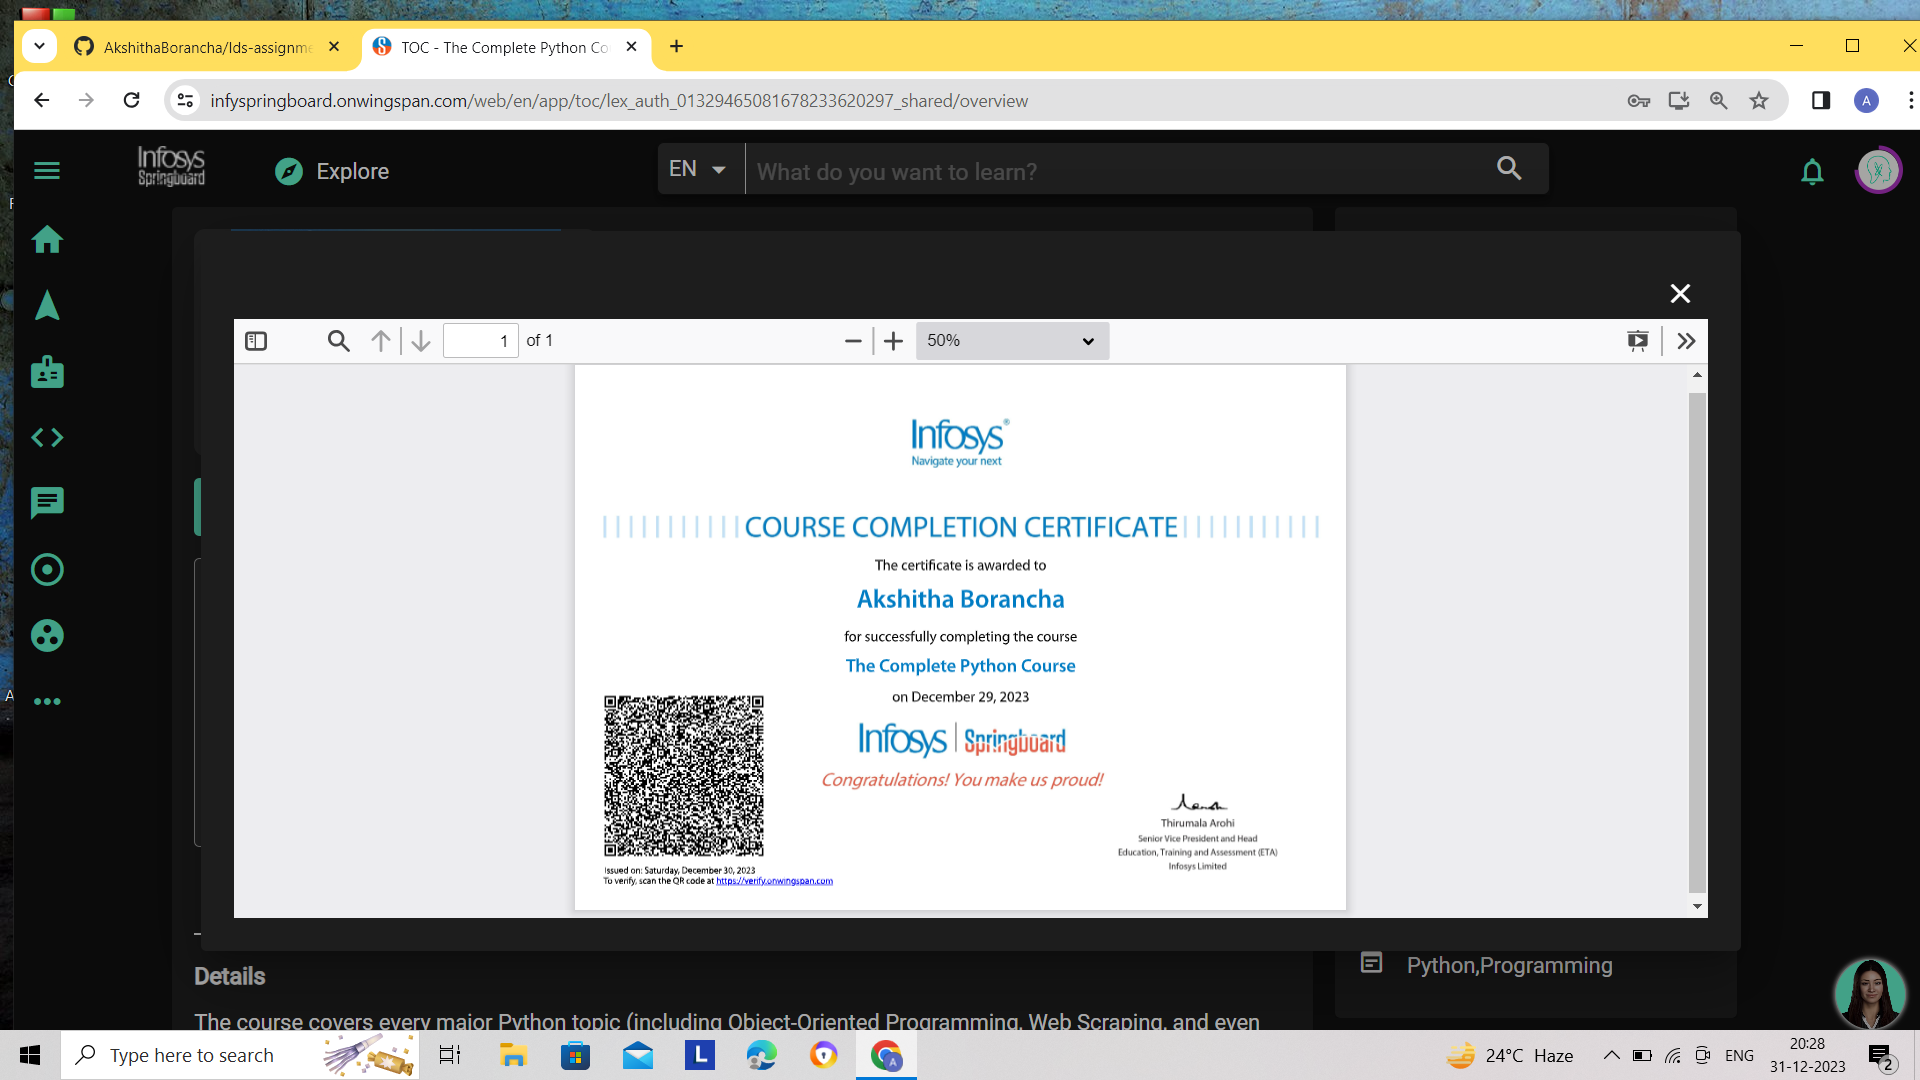 AkshithaBorancha/Ids-assignme
TOC - The Complete Python Co
infyspringboard.onwingspan.com/web/en/app/toc/lex_auth_01329465081678233620297_shared/overview
A
Infosys
Springboard
Explore
EN
What do you want to learn?
1 of 1
50%
Infosys®
Navigate your next
COURSE COMPLETION CERTIFICATE
The certificate is awarded to
Akshitha Borancha
for successfully completing the course
The Complete Python Course
on December 29, 2023
Infosys | Springboard
Congratulations! You make us proud!
Thirumala Arohi
Senior Vice President and Head
Education, Training and Assessment (ETA)
Infosys Limited
Issued on: Saturday, December 30, 2023
To verify, scan the QR code at https://verify.onwingspan.com
Details
Python,Programming
The course covers every major Python topic (including Object-Oriented Programming, Web Scraping, and even
Type here to search
L
A
24°C Haze
ENG
20:28
31-12-2023
2